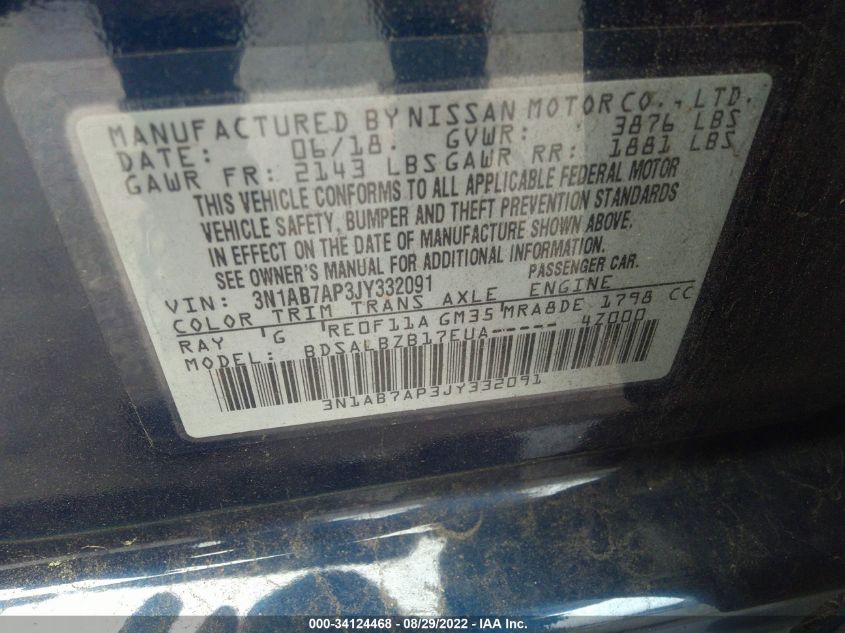 MANUFACTURED BY NISSAN MOTOR CO., LTD.
DATE: 06/18 GVWR: 3876 LBS
GAWR FR: 2143 LBS GAWR RR: 1881 LBS
THIS VEHICLE CONFORMS TO ALL APPLICABLE FEDERAL MOTOR
VEHICLE SAFETY, BUMPER AND THEFT PREVENTION STANDARDS
IN EFFECT ON THE DATE OF MANUFACTURE SHOWN ABOVE.
SEE OWNER'S MANUAL FOR ADDITIONAL INFORMATION.
VIN: 3N1AB7AP3JY332091 PASSENGER CAR.
COLOR TRIM TRANS AXLE ENGINE
RAY G RE0F11A GM35 MRA8DE 1798 CC
MODEL: BDSALBZB17EUA----- 4Z000
3N1AB7AP3JY332091
000-34124468 - 08/29/2022 - IAA Inc.